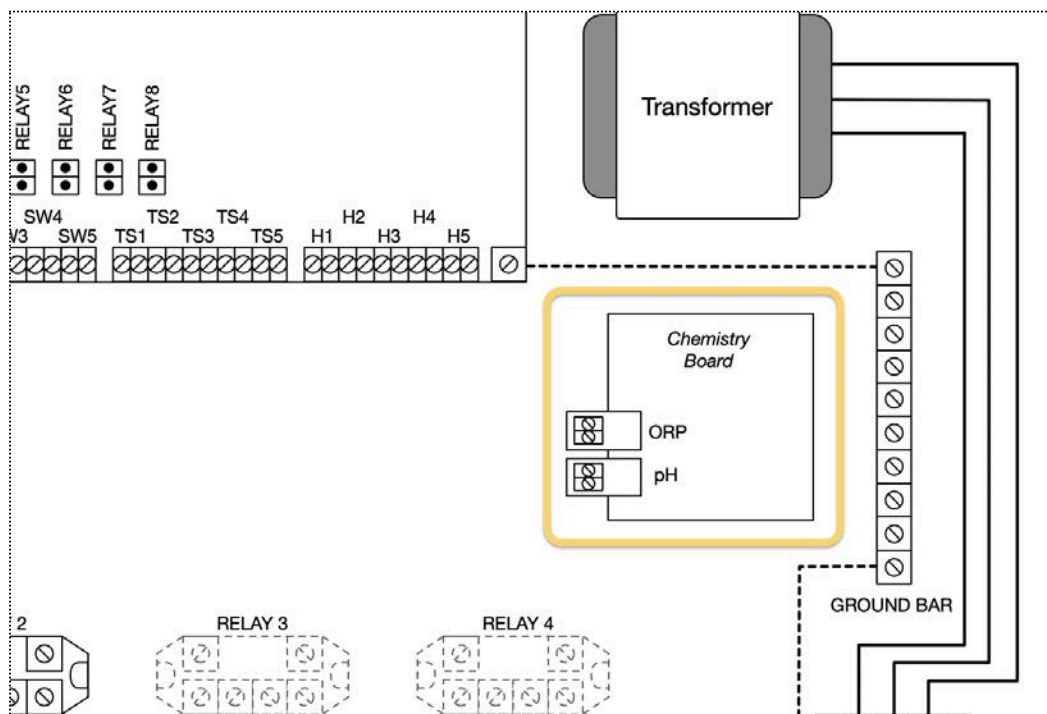 Transformer
RELAY5
RELAY6
RELAY7
RELAY8
SW4
TS2
TS4
H2
H4
SW5
TS1
TS3
TS5
H1
H3
H5
Chemistry
Board
ORP
pH
GROUND BAR
2
RELAY 3
RELAY 4